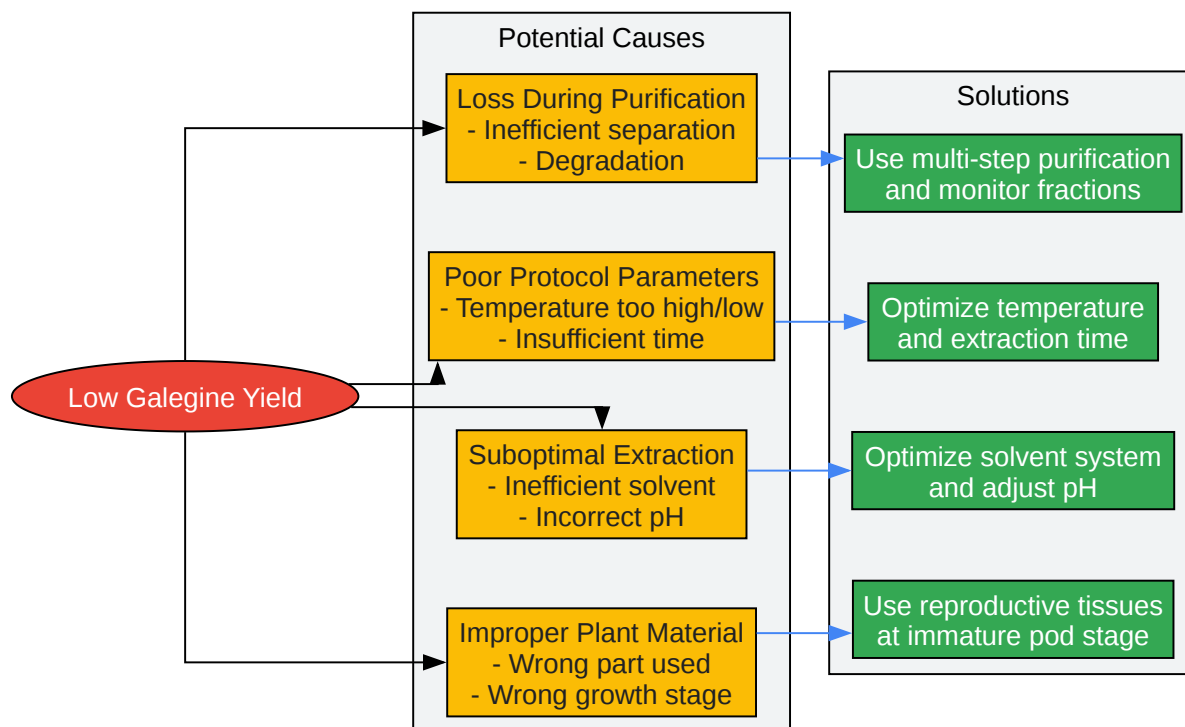 Potential Causes
Loss During Purification
- Inefficient separation
- Degradation
Poor Protocol Parameters
- Temperature too high/low
- Insufficient time
Low Galegine Yield
Suboptimal Extraction
- Inefficient solvent
- Incorrect pH
Improper Plant Material
- Wrong part used
- Wrong growth stage
Solutions
Use multi-step purification
and monitor fractions
Optimize temperature
and extraction time
Optimize solvent system
and adjust pH
Use reproductive tissues
at immature pod stage